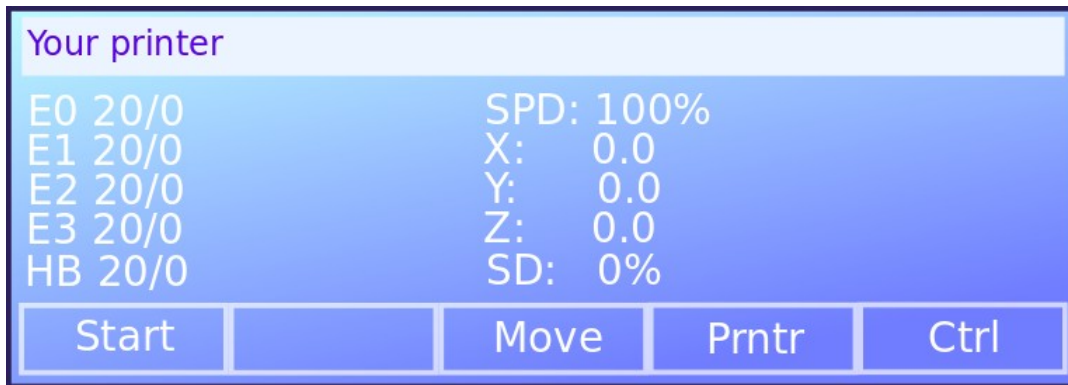 Your printer
E0 20/0 SPD: 100%
E1 20/0 X: 0.0
E2 20/0 Y: 0.0
E3 20/0 Z: 0.0
HB 20/0 SD: 0%
Start Move Prntr Ctrl